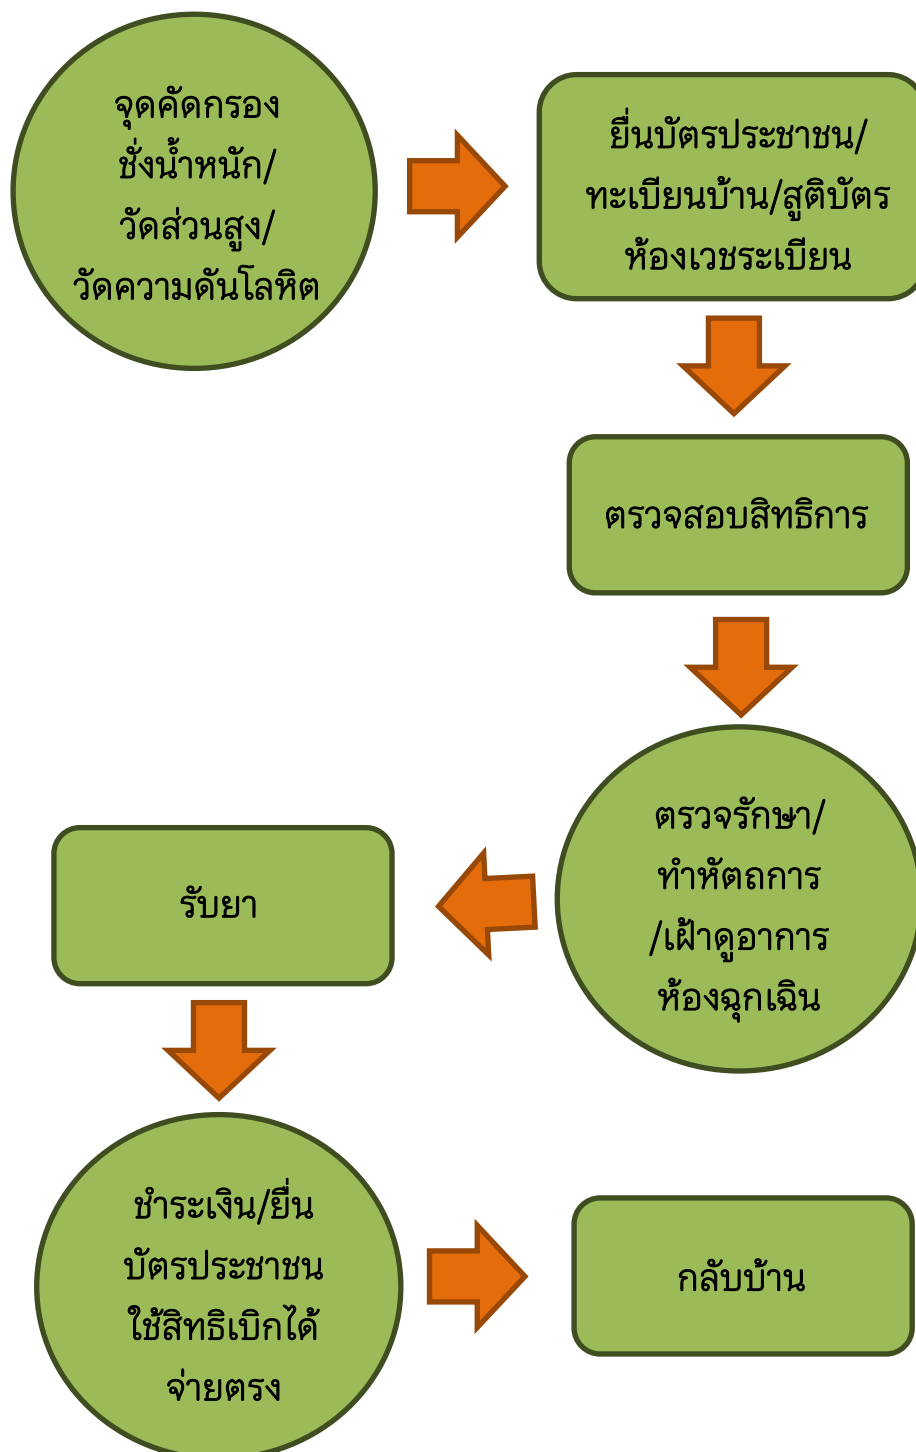 จุดคัดกรอง
ชั่งน้ำหนัก/
วัดส่วนสูง/
วัดความดันโลหิต
ยื่นบัตรประชาชน/
ทะเบียนบ้าน/สูติบัตร
ห้องเวชระเบียน
ตรวจสอบสิทธิการ
ตรวจรักษา/
ทำหัตถการ
/เฝ้าดูอาการ
ห้องฉุกเฉิน
รับยา
ชำระเงิน/ยื่น
บัตรประชาชน
ใช้สิทธิเบิกได้
จ่ายตรง
กลับบ้าน